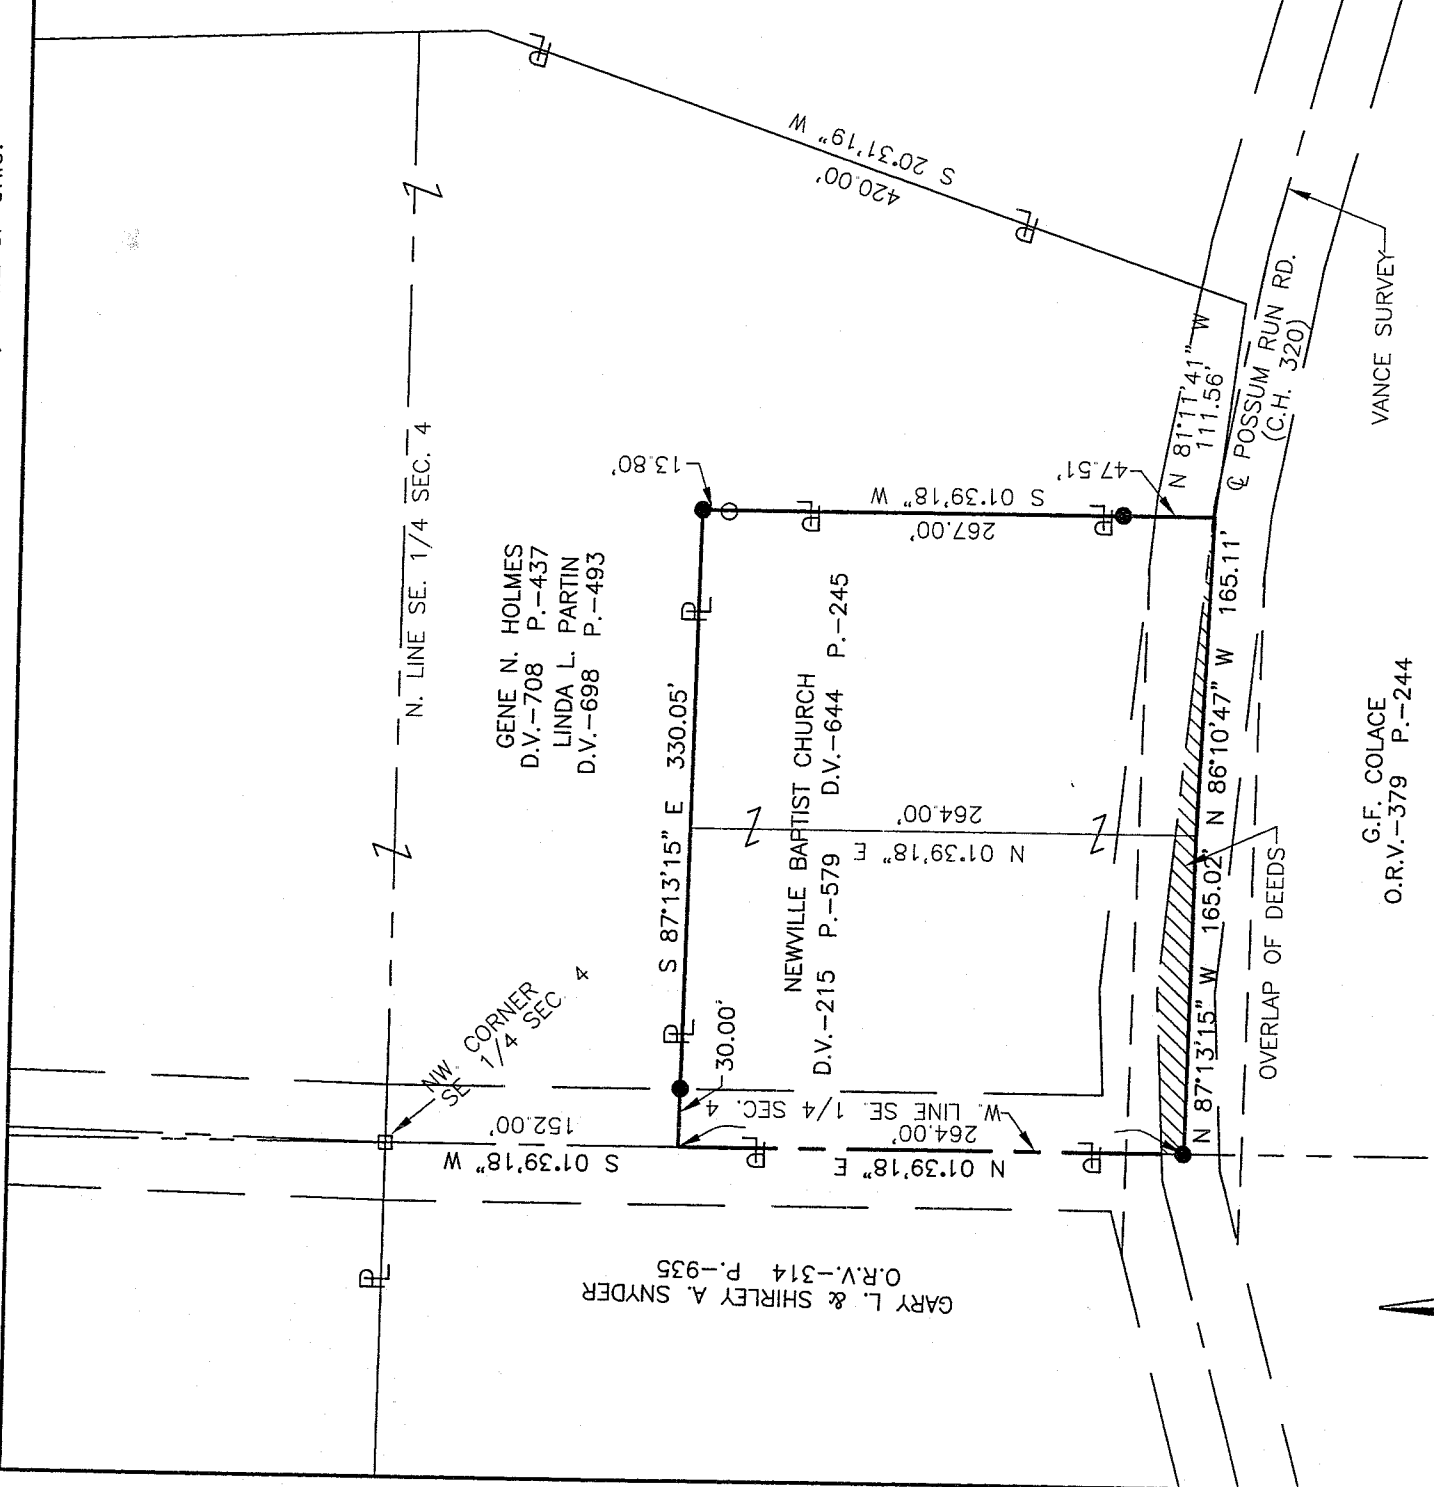 N. LINE SE. 1/4 SEC. 4
S 20°31'19" W
420.00'
GENE N. HOLMES
D.V.–708 P.–437
LINDA L. PARTIN
D.V.–698 P.–493
NW. CORNER
SE. 1/4 SEC. 4
S 01°39'18" W
152.00'
S 87°13'15" E 330.05'
30.00'
13.80'
S 01°39'18" W
267.00'
47.51'
NEWVILLE BAPTIST CHURCH
D.V.–215 P.–579 D.V.–644 P.–245
N 01°39'18" E
264.00'
W. LINE SE. 1/4 SEC. 4
N 01°39'18" E
264.00'
N 87°13'15" W 165.02'
N 86°10'47" W 165.11'
N 81°11'41" W
111.56'
℄ POSSUM RUN RD.
(C.H. 320)
VANCE SURVEY
OVERLAP OF DEEDS
G.F. COLACE
O.R.V.–379 P.–244
GARY L. & SHIRLEY A. SNYDER
O.R.V.–314 P.–935